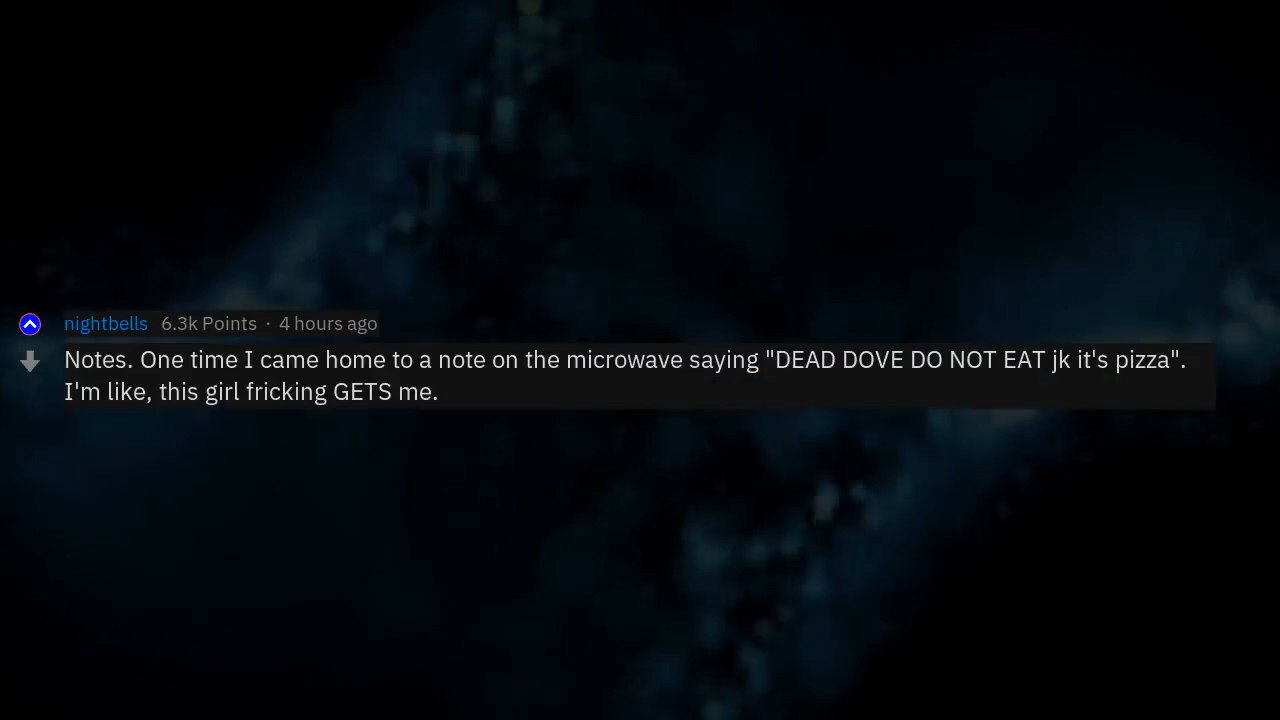 nightbells 6.3k Points · 4 hours ago
Notes. One time I came home to a note on the microwave saying "DEAD DOVE DO NOT EAT jk it's pizza".
I'm like, this girl fricking GETS me.